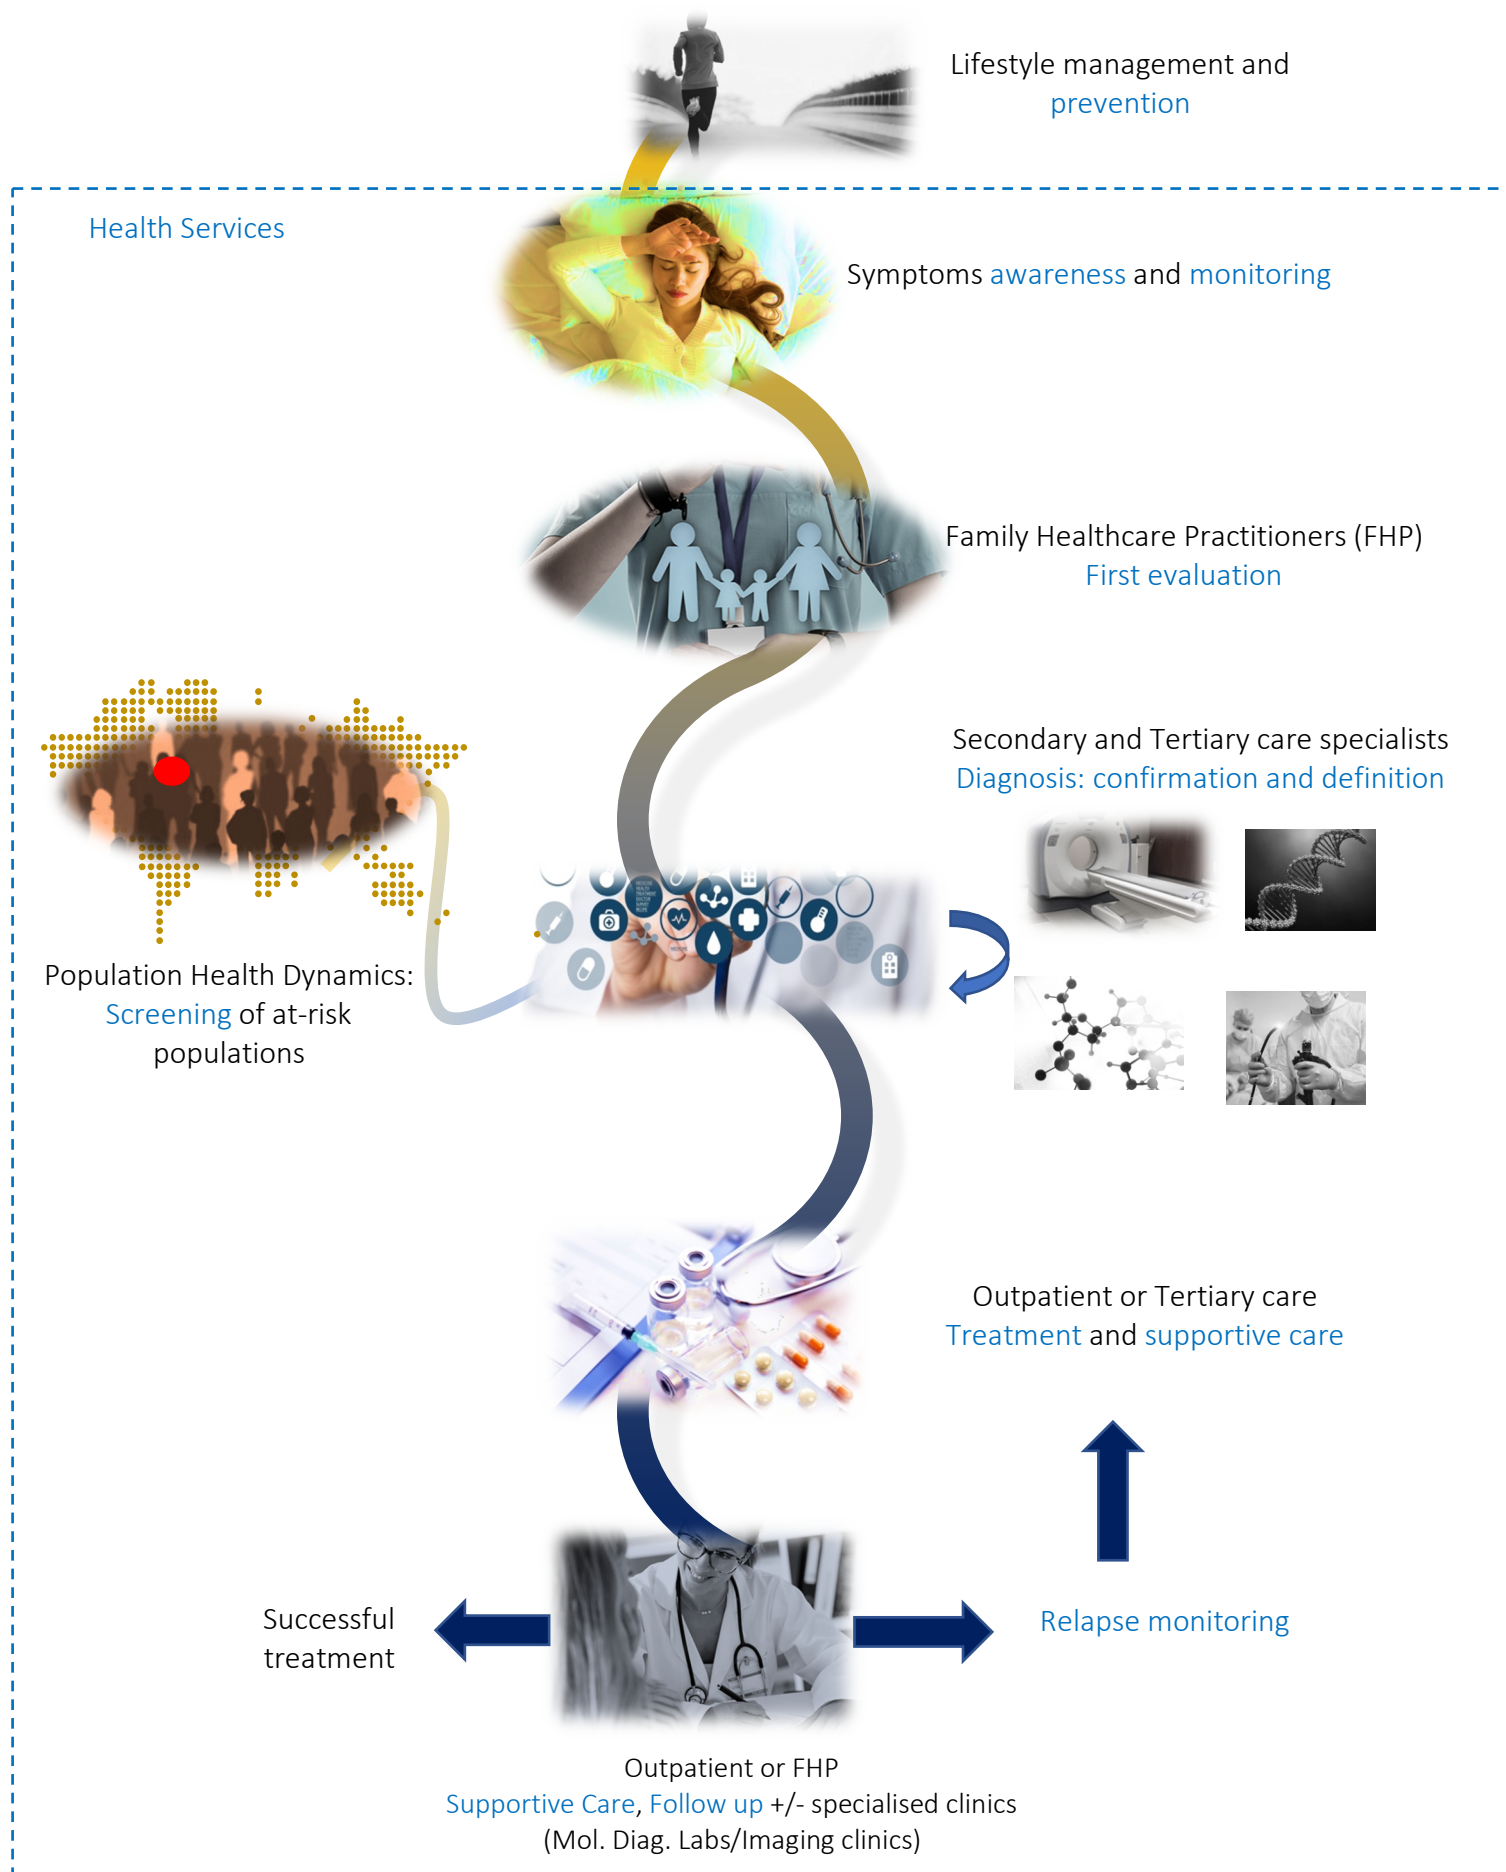 Lifestyle management and
prevention
Health Services
Symptoms awareness and monitoring
Family Healthcare Practitioners (FHP)
First evaluation
Secondary and Tertiary care specialists
Diagnosis: confirmation and definition
Population Health Dynamics:
Screening of at-risk
populations
Outpatient or Tertiary care
Treatment and supportive care
Successful
treatment
Relapse monitoring
Outpatient or FHP
Supportive Care, Follow up +/- specialised clinics
(Mol. Diag. Labs/Imaging clinics)